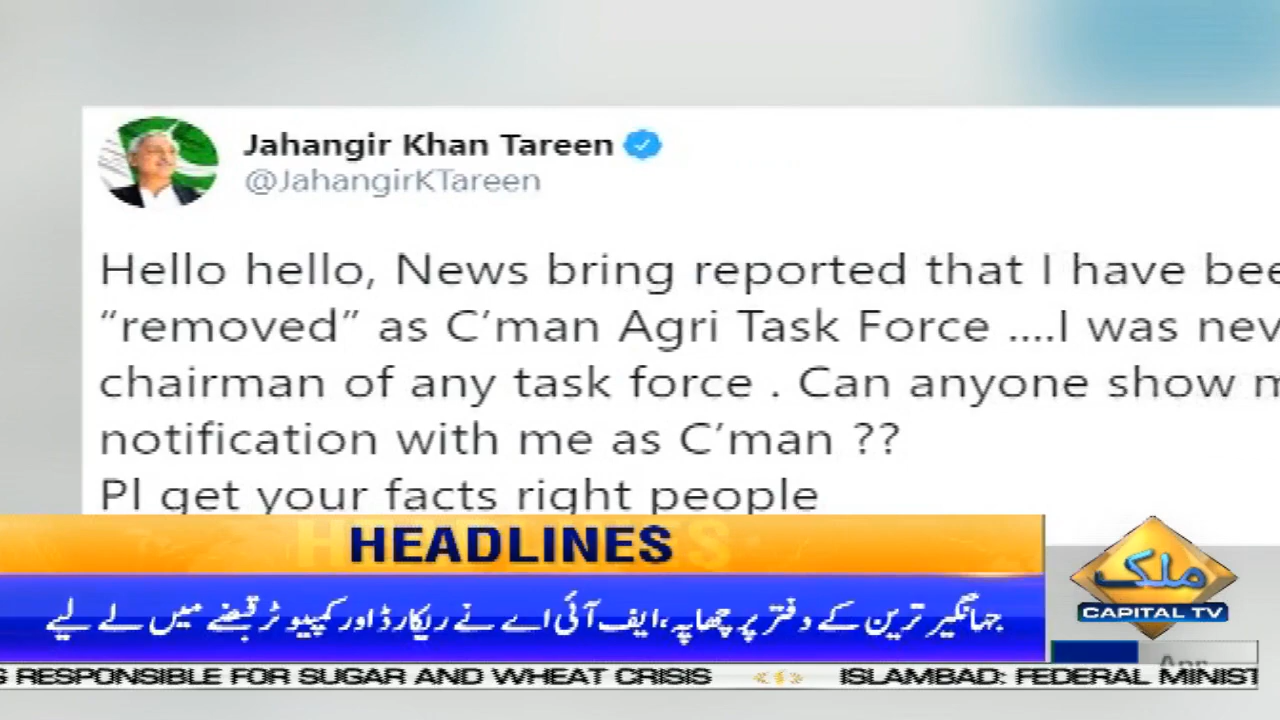 Jahangir Khan Tareen
@JahangirKTareen
Hello hello, News bring reported that I have
“removed” as C’man Agri Task Force ....I was
chairman of any task force . Can anyone show
notification with me as C’man ??
Pl get your facts right people
HEADLINES
جہانگیر ترین کے دفتر پر چھاپہ، ایف آئی اے نے ریکارڈ اور کمپیوٹر قبضے میں لے لیے
ملک
CAPITAL TV
Apr
RESPONSIBLE FOR SUGAR AND WHEAT CRISIS ISLAMABAD: FEDERAL